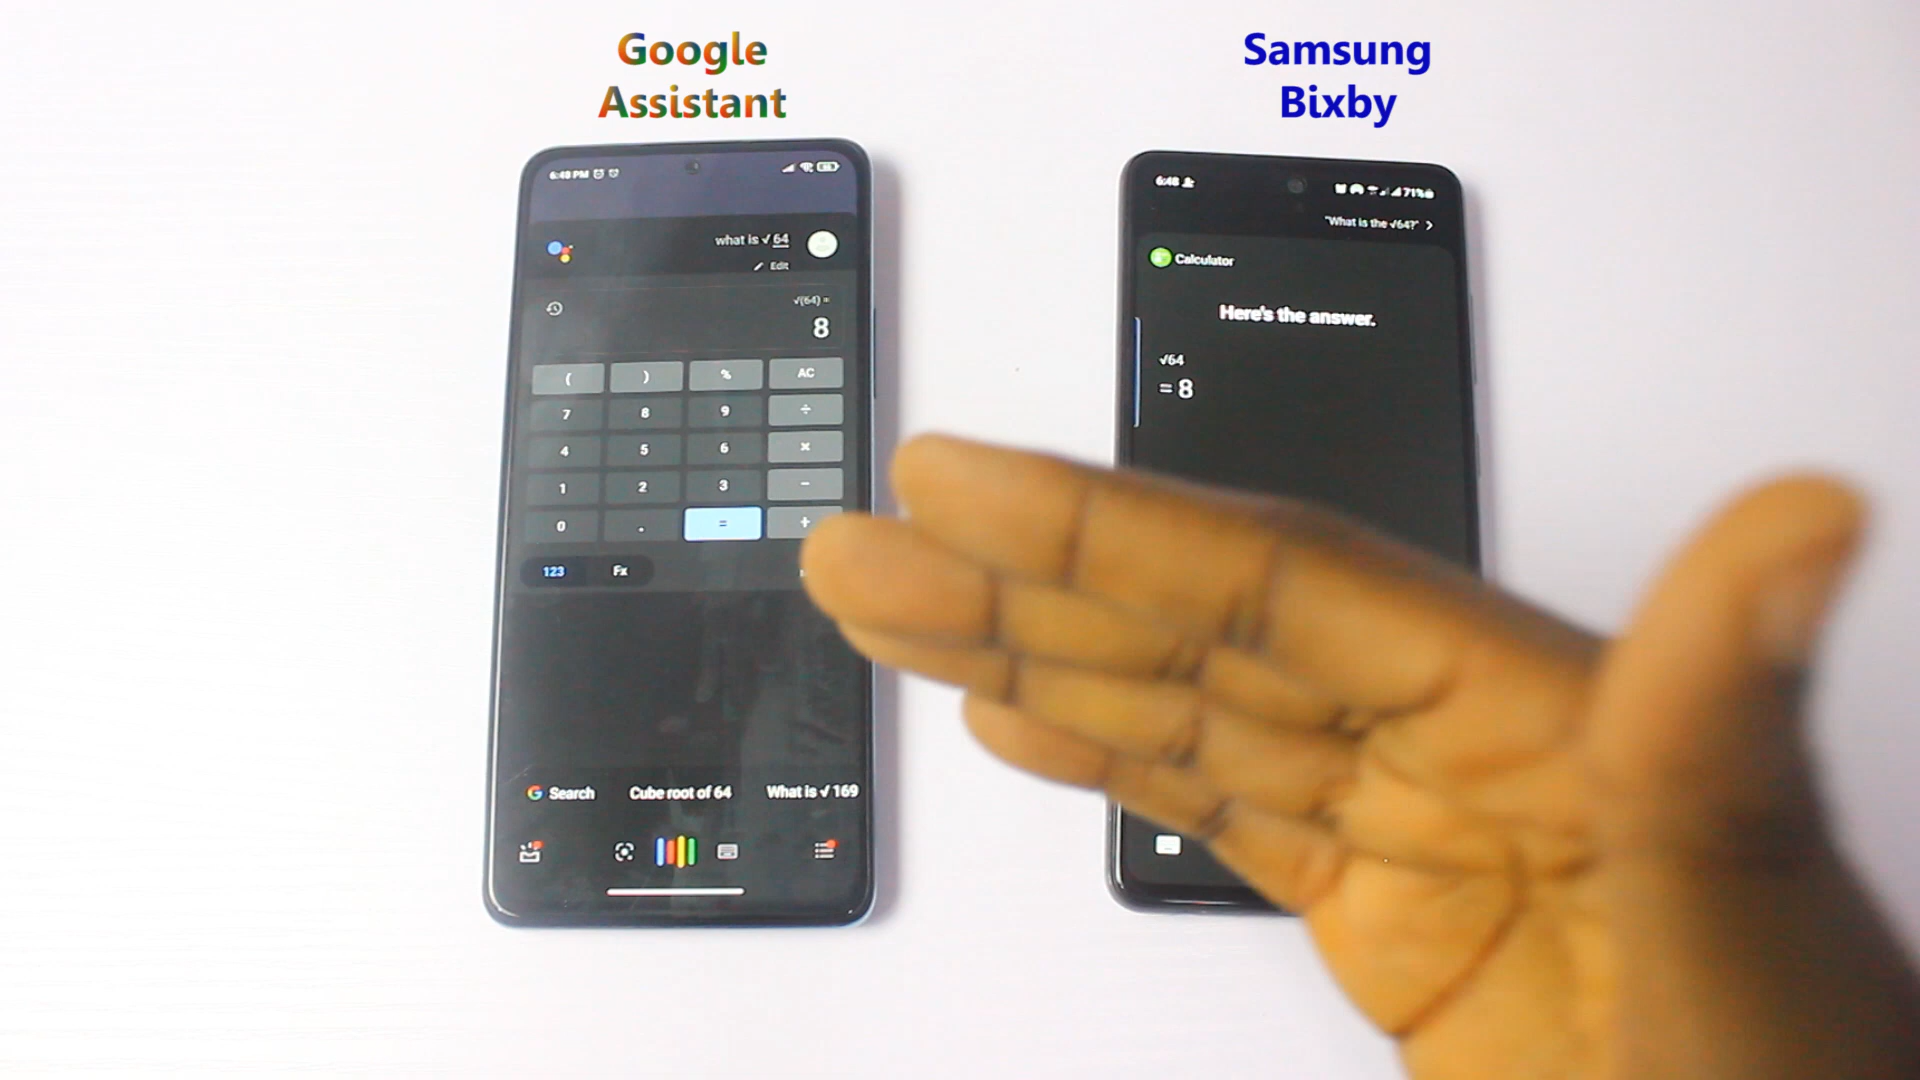 Google
Assistant
Samsung
Bixby
6:48 PM
what is √ 64
Edit
√(64) =
8
( ) % AC
7 8 9 ÷
4 5 6 ×
1 2 3 −
0 . = +
123 Fx
Search Cube root of 64 What is √ 169
6:48
71%
"What is the √64?" >
Calculator
Here's the answer.
√64
= 8